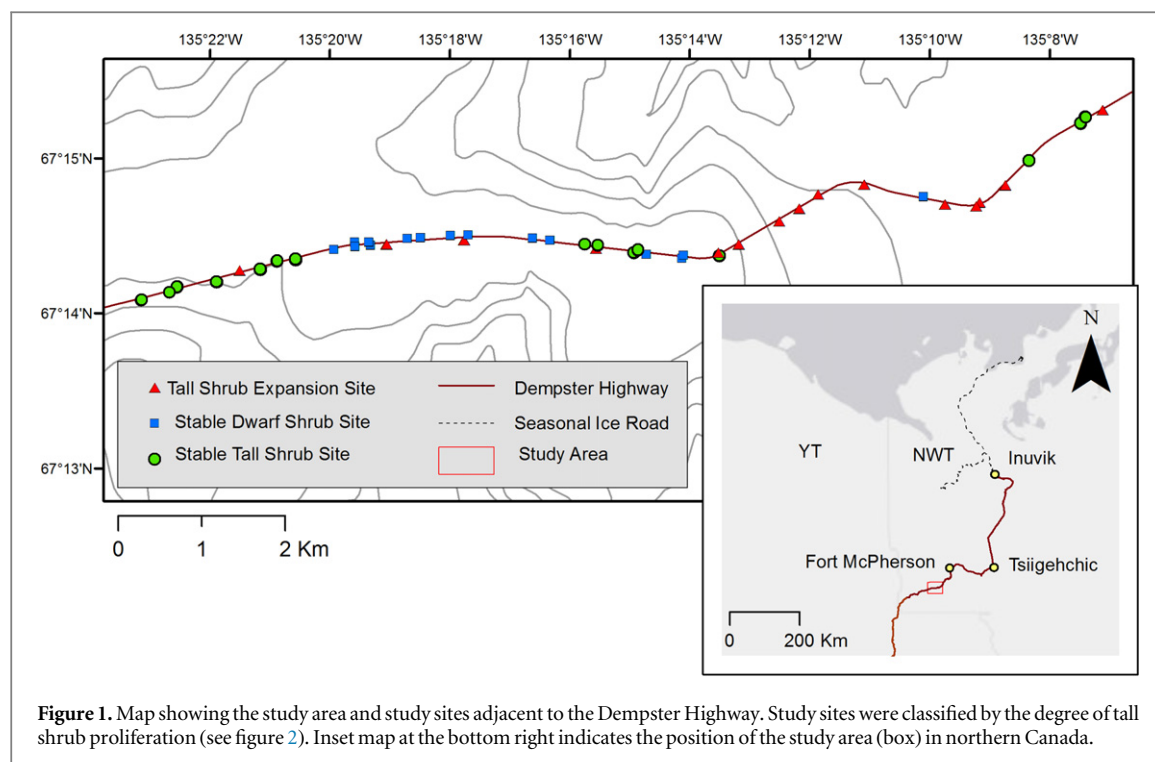 135°22'W 135°20'W 135°18'W 135°16'W 135°14'W 135°12'W 135°10'W 135°8'W
67°15'N
67°14'N
67°13'N
Tall Shrub Expansion Site
Stable Dwarf Shrub Site
Stable Tall Shrub Site
Dempster Highway
Seasonal Ice Road
Study Area
0 1 2 Km
N
YT
NWT
Inuvik
Fort McPherson
Tsiigehchic
0 200 Km
Figure 1. Map showing the study area and study sites adjacent to the Dempster Highway. Study sites were classified by the degree of tall
shrub proliferation (see figure 2). Inset map at the bottom right indicates the position of the study area (box) in northern Canada.